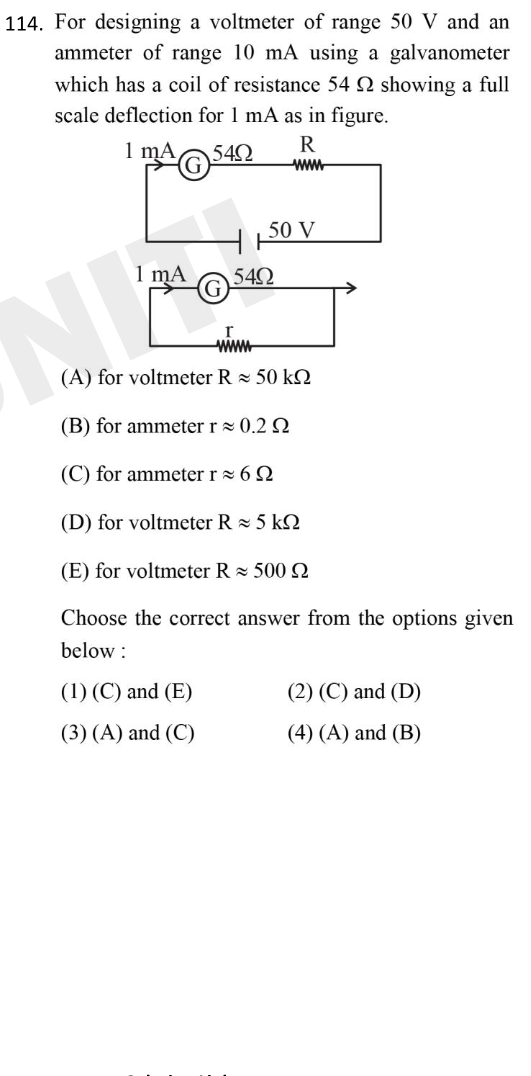 114. For designing a voltmeter of range 50 V and an
ammeter of range 10 mA using a galvanometer
which has a coil of resistance 54 Ω showing a full
scale deflection for 1 mA as in figure.
1 mA G 54Ω R
50 V
1 mA G 54Ω
r
(A) for voltmeter R ≈ 50 kΩ
(B) for ammeter r ≈ 0.2 Ω
(C) for ammeter r ≈ 6 Ω
(D) for voltmeter R ≈ 5 kΩ
(E) for voltmeter R ≈ 500 Ω
Choose the correct answer from the options given
below :
(1) (C) and (E) (2) (C) and (D)
(3) (A) and (C) (4) (A) and (B)